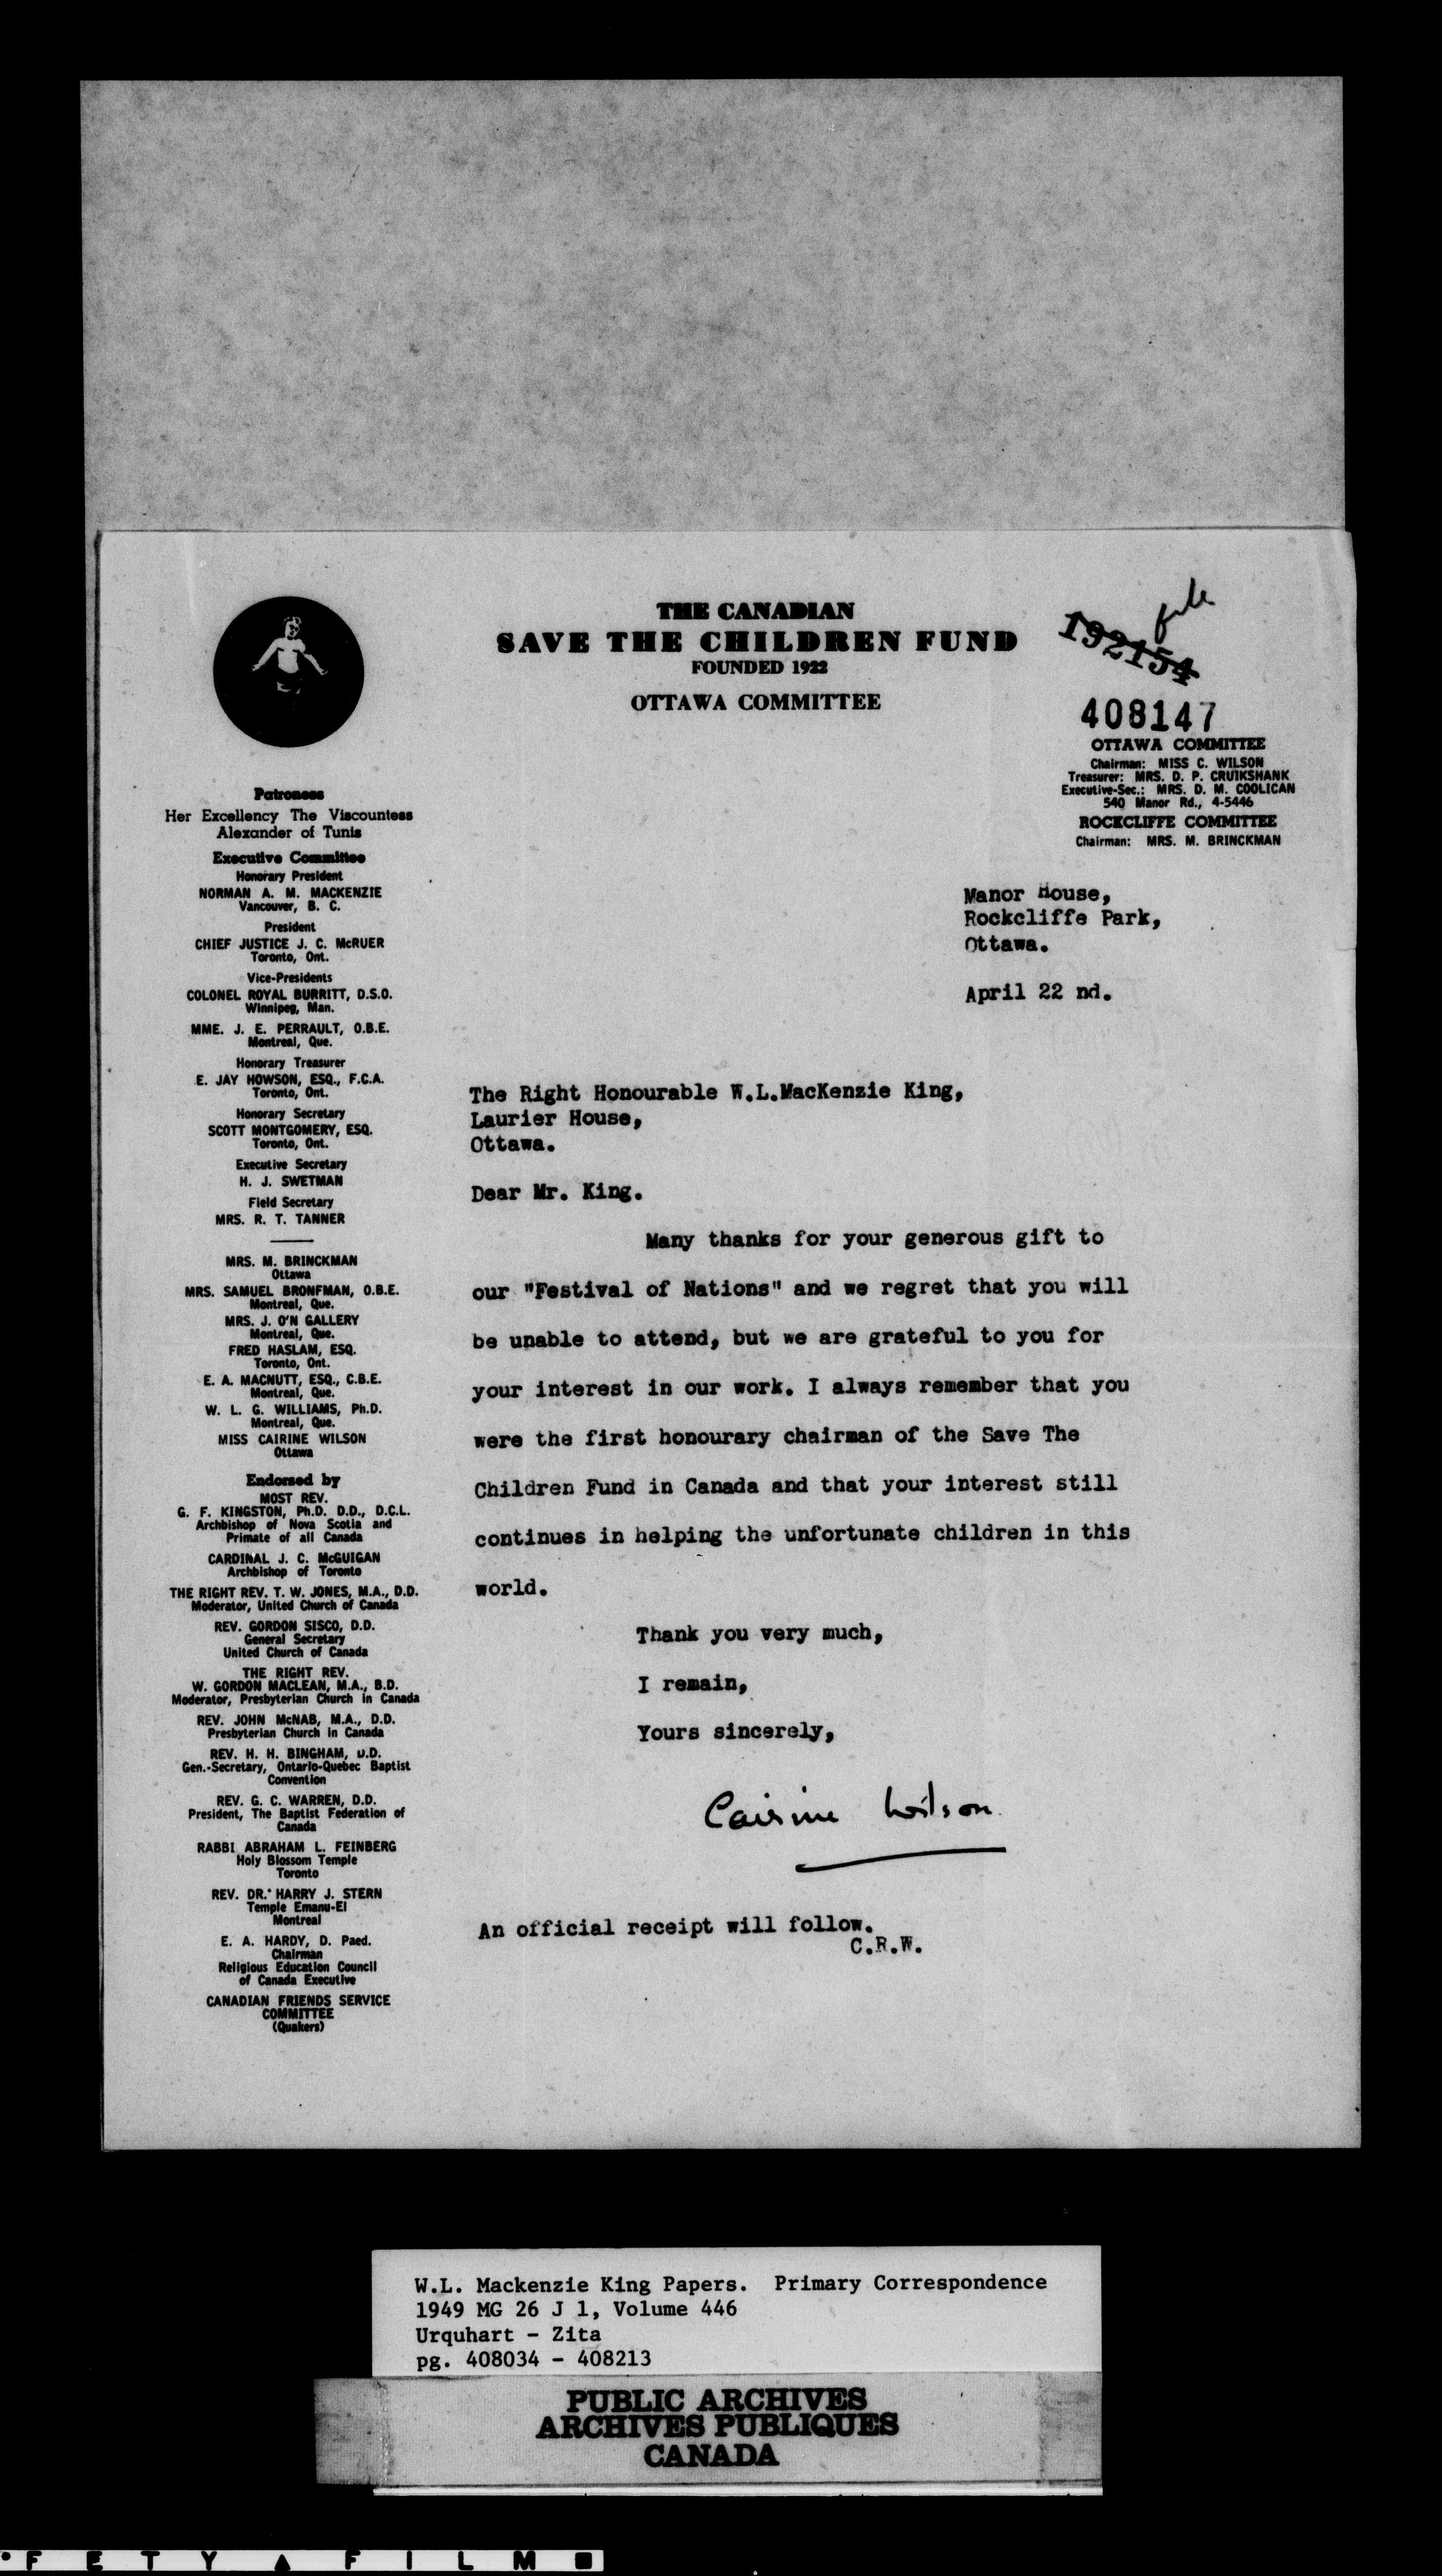 THE CANADIAN
SAVE THE CHILDREN FUND
FOUNDED 1922
OTTAWA COMMITTEE
file
192154
408147
OTTAWA COMMITTEE
Chairman: MISS C. WILSON
Treasurer: MRS. D. P. CRUIKSHANK
Executive-Sec.: MRS. D. M. COOLICAN
540 Manor Rd., 4-5446
ROCKCLIFFE COMMITTEE
Chairman: MRS. M. BRINCKMAN
Patroness
Her Excellency The Viscountess
Alexander of Tunis
Executive Committee
Honorary President
NORMAN A. M. MACKENZIE
Vancouver, B. C.
President
CHIEF JUSTICE J. C. McRUER
Toronto, Ont.
Vice-Presidents
COLONEL ROYAL BURRITT, D.S.O.
Winnipeg, Man.
MME. J. E. PERRAULT, O.B.E.
Montreal, Que.
Honorary Treasurer
E. JAY HOWSON, ESQ., F.C.A.
Toronto, Ont.
Honorary Secretary
SCOTT MONTGOMERY, ESQ.
Toronto, Ont.
Executive Secretary
H. J. SWETMAN
Field Secretary
MRS. R. T. TANNER
MRS. M. BRINCKMAN
Ottawa
MRS. SAMUEL BRONFMAN, O.B.E.
Montreal, Que.
MRS. J. O'N GALLERY
Montreal, Que.
FRED HASLAM, ESQ.
Toronto, Ont.
E. A. MACNUTT, ESQ., C.B.E.
Montreal, Que.
W. L. G. WILLIAMS, Ph.D.
Montreal, Que.
MISS CAIRINE WILSON
Ottawa
Endorsed by
MOST REV.
G. F. KINGSTON, Ph.D. D.D., D.C.L.
Archbishop of Nova Scotia and
Primate of all Canada
CARDINAL J. C. McGUIGAN
Archbishop of Toronto
THE RIGHT REV. T. W. JONES, M.A., D.D.
Moderator, United Church of Canada
REV. GORDON SISCO, D.D.
General Secretary
United Church of Canada
THE RIGHT REV.
W. GORDON MACLEAN, M.A., B.D.
Moderator, Presbyterian Church in Canada
REV. JOHN McNAB, M.A., D.D.
Presbyterian Church in Canada
REV. H. H. BINGHAM, D.D.
Gen.-Secretary, Ontario-Quebec Baptist
Convention
REV. G. C. WARREN, D.D.
President, The Baptist Federation of
Canada
RABBI ABRAHAM L. FEINBERG
Holy Blossom Temple
Toronto
REV. DR. HARRY J. STERN
Temple Emanu-El
Montreal
E. A. HARDY, D. Paed.
Chairman
Religious Education Council
of Canada Executive
CANADIAN FRIENDS SERVICE
COMMITTEE
(Quakers)
Manor House,
Rockcliffe Park,
Ottawa.
April 22 nd.
The Right Honourable W.L.MacKenzie King,
Laurier House,
Ottawa.
Dear Mr. King.
Many thanks for your generous gift to
our "Festival of Nations" and we regret that you will
be unable to attend, but we are grateful to you for
your interest in our work. I always remember that you
were the first honourary chairman of the Save The
Children Fund in Canada and that your interest still
continues in helping the unfortunate children in this
world.
Thank you very much,
I remain,
Yours sincerely,
Cairine Wilson
An official receipt will follow.
C.R.W.
W.L. Mackenzie King Papers. Primary Correspondence
1949 MG 26 J 1, Volume 446
Urquhart - Zita
pg. 408034 - 408213
PUBLIC ARCHIVES
ARCHIVES PUBLIQUES
CANADA
F E T Y ▲ F I L M ■